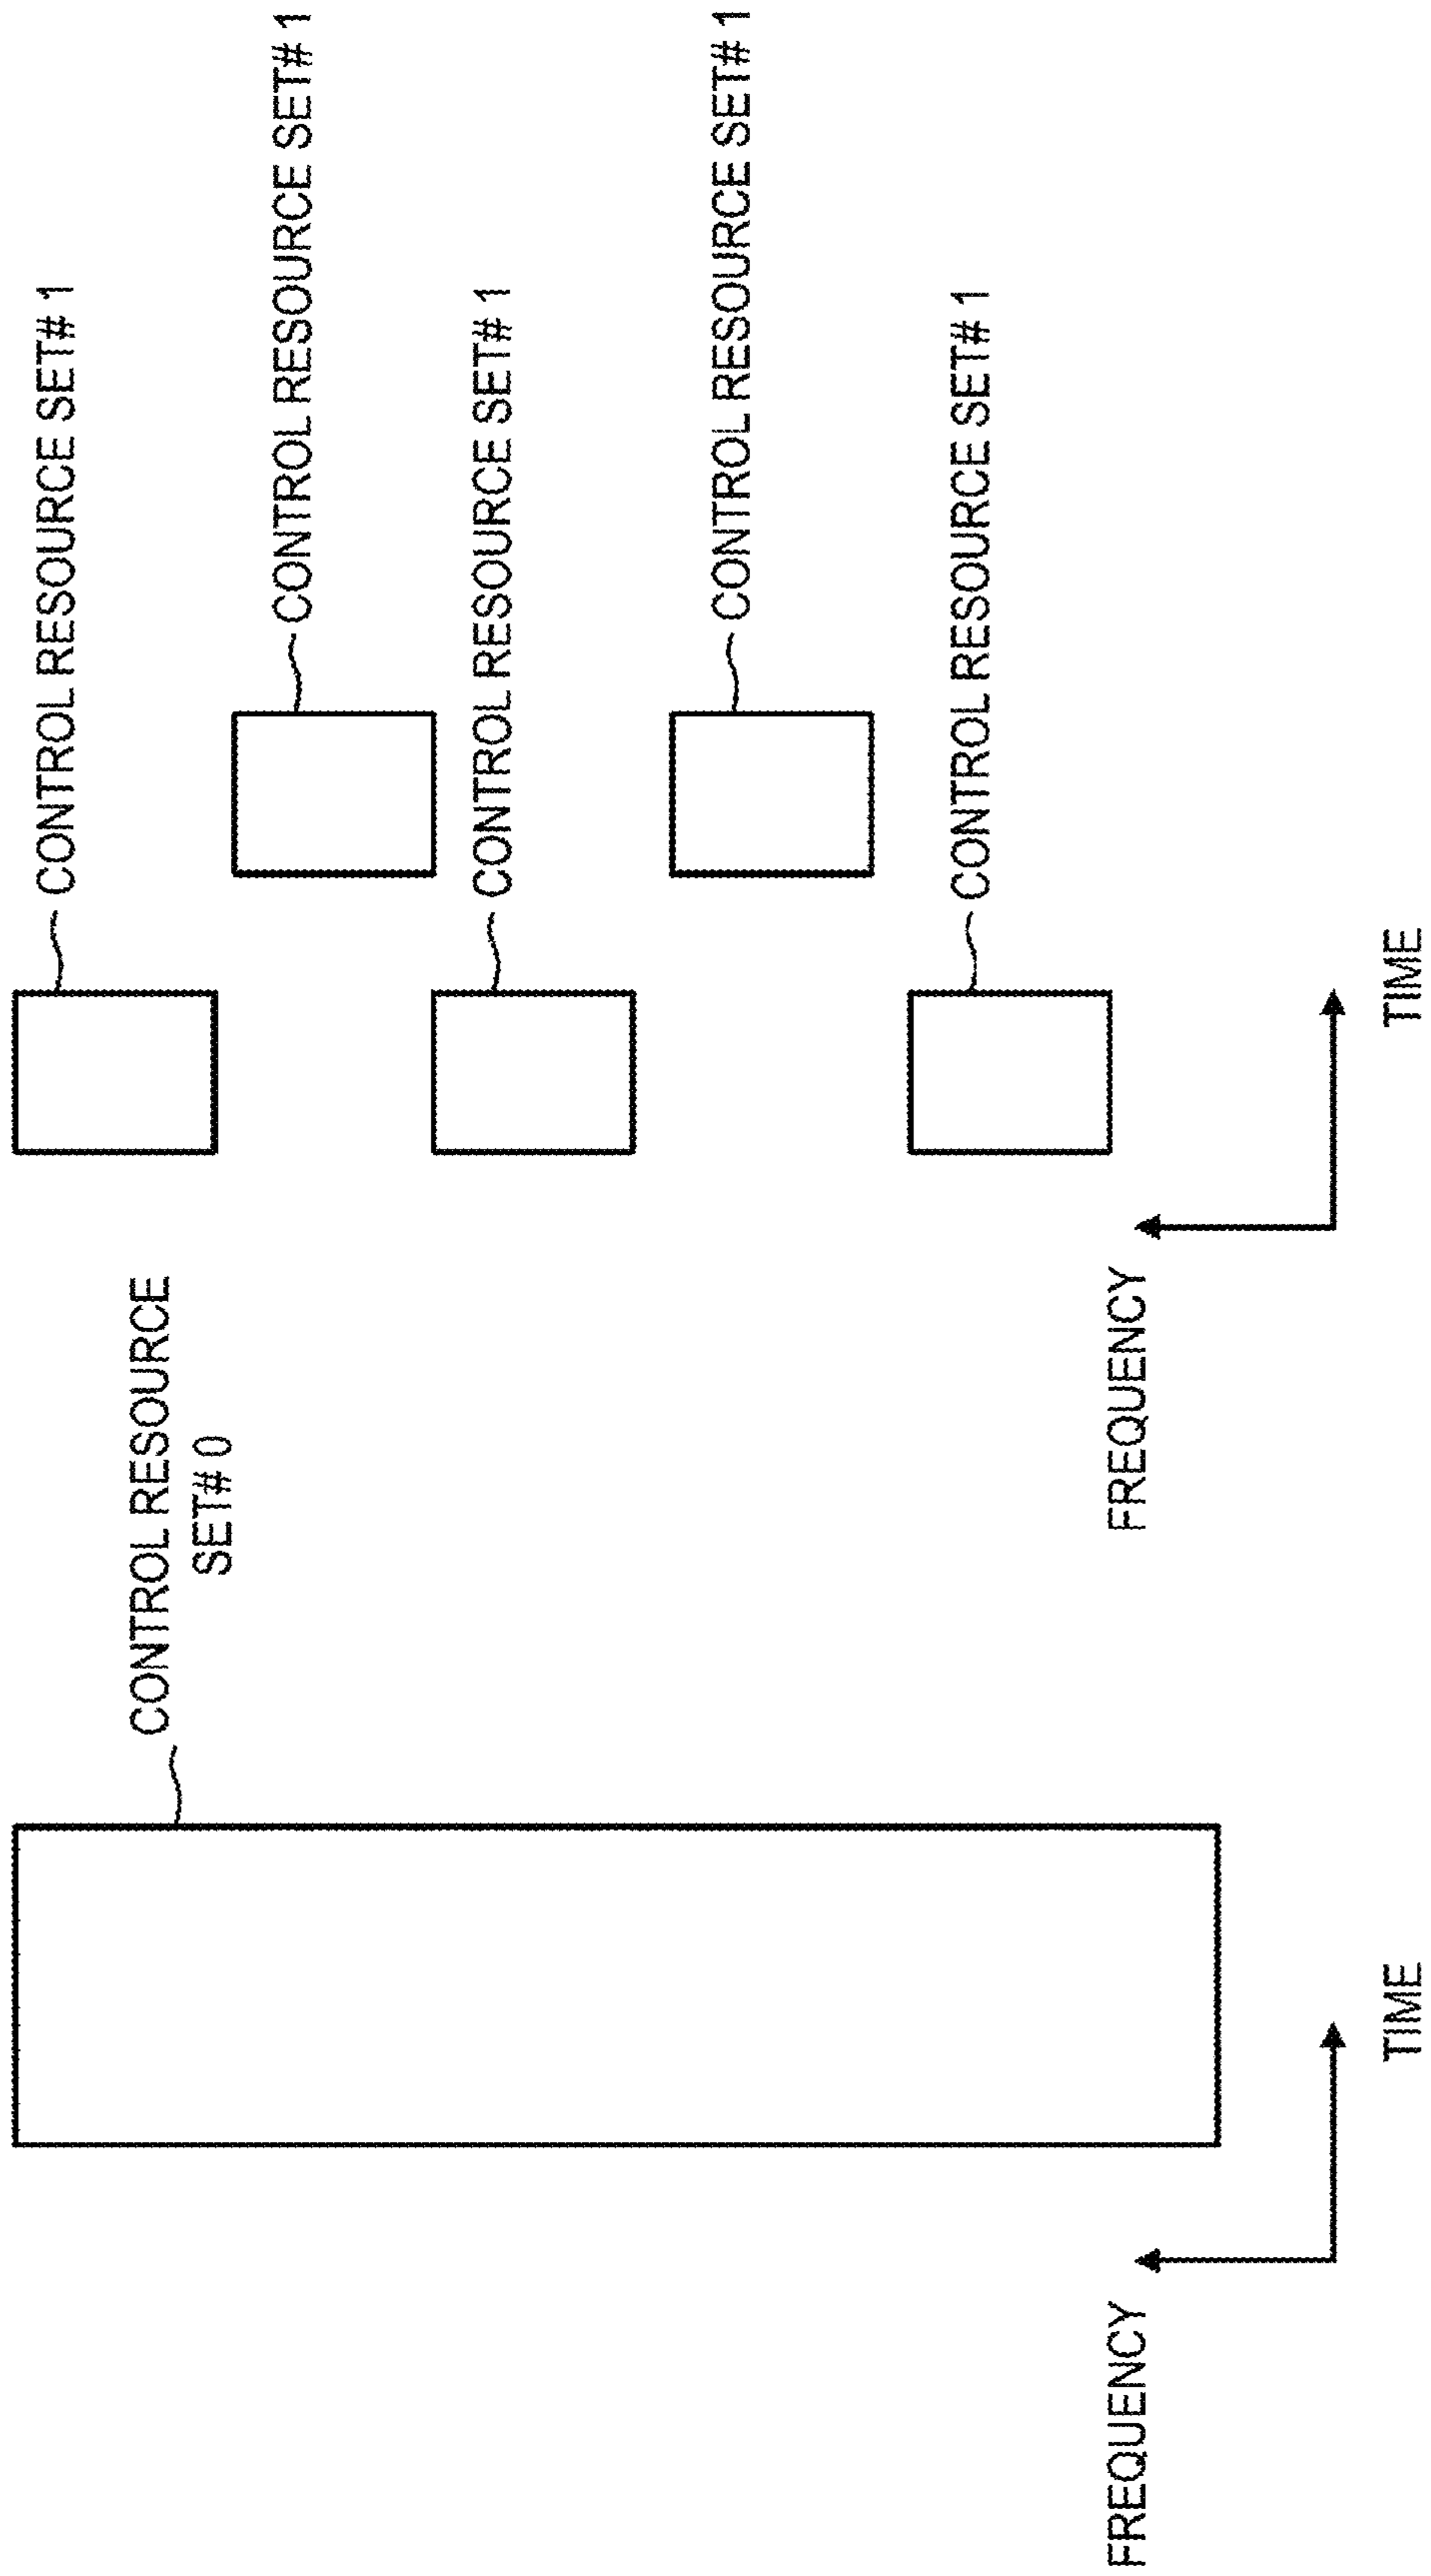 CONTROL RESOURCE
SET# 0
FREQUENCY
TIME
CONTROL RESOURCE SET# 1
CONTROL RESOURCE SET# 1
CONTROL RESOURCE SET# 1
CONTROL RESOURCE SET# 1
CONTROL RESOURCE SET# 1
FREQUENCY
TIME